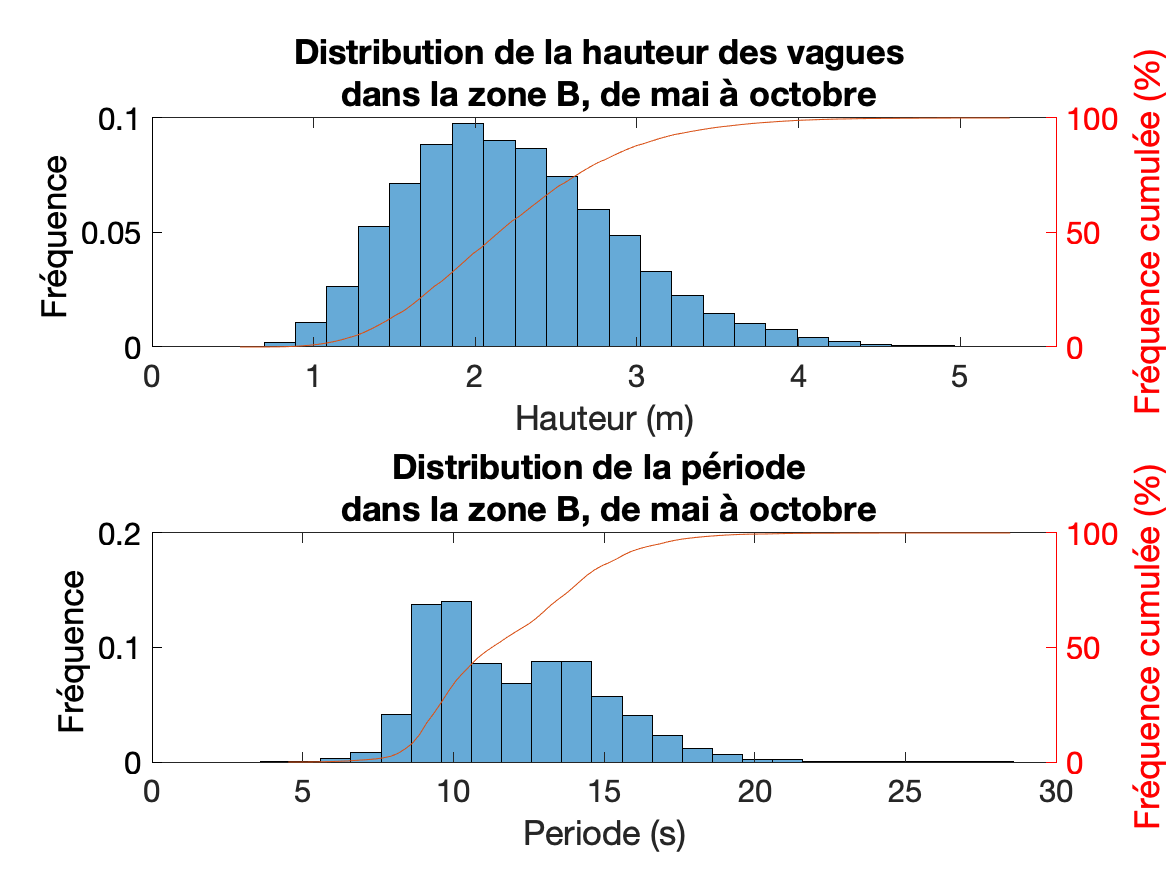 Distribution de la hauteur des vagues
dans la zone B, de mai à octobre
Fréquence
0.1
0.05
0
0 1 2 3 4 5
Hauteur (m)
100
50
0
Fréquence cumulée (%)
Distribution de la période
dans la zone B, de mai à octobre
Fréquence
0.2
0.1
0
0 5 10 15 20 25 30
Periode (s)
100
50
0
Fréquence cumulée (%)